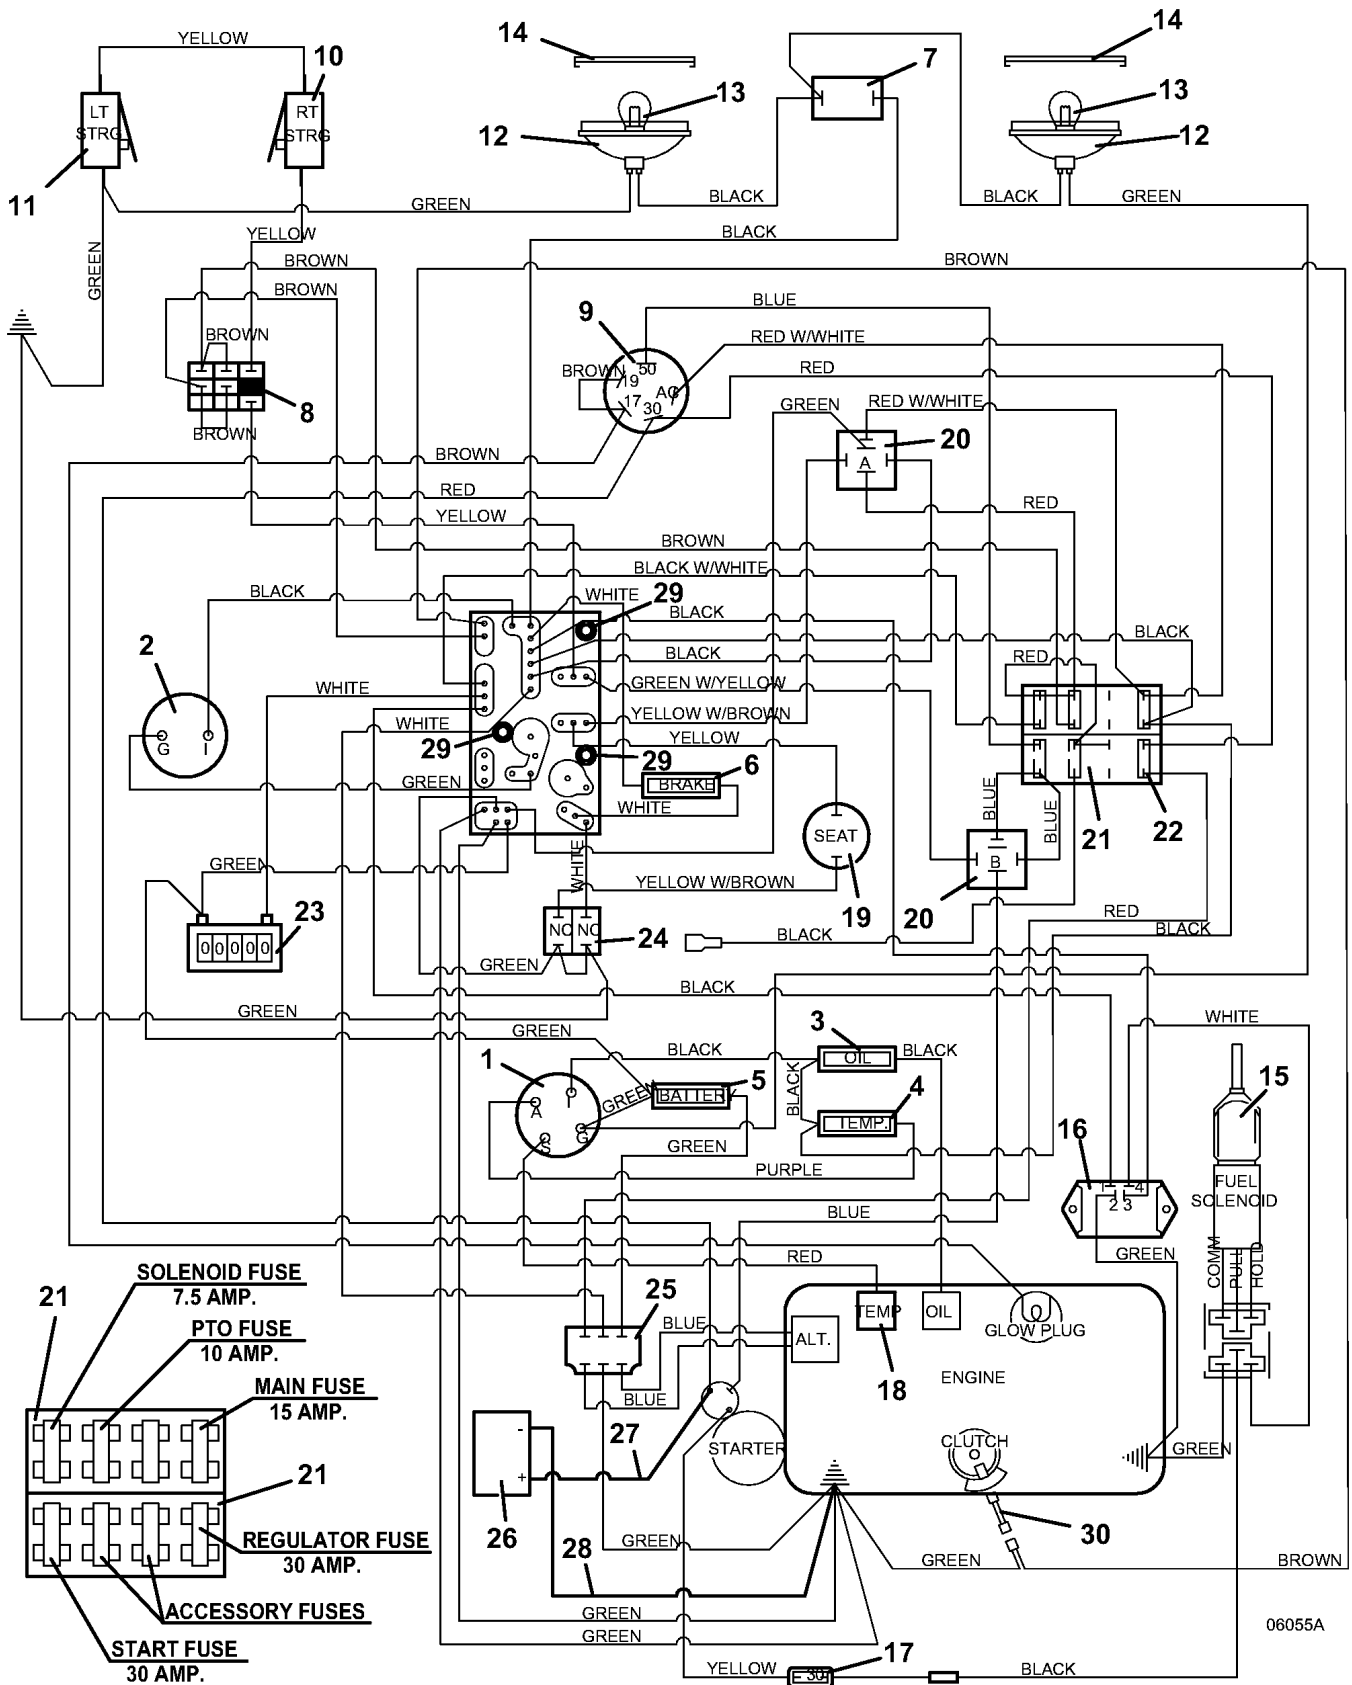 YELLOW
10
14
7
14
LT
STRG
RT
STRG
13
13
12
12
11
BLACK
BLACK
GREEN
GREEN
YELLOW
BLACK
GREEN
BROWN
BROWN
BROWN
BLUE
9
RED W/WHITE
BROWN
19
50
AC
17
30
RED
GREEN
RED W/WHITE
8
BROWN
20
A
BROWN
RED
RED
YELLOW
BROWN
BLACK W/WHITE
BLACK
WHITE
29
BLACK
BLACK
2
BLACK
RED
WHITE
GREEN W/YELLOW
WHITE
YELLOW W/BROWN
G
I
29
YELLOW
29
6
GREEN
BRAKE
WHITE
BLUE
BLUE
21
22
SEAT
B
WHITE
GREEN
YELLOW W/BROWN
19
20
RED
23
00000
NC
NC
24
BLACK
BLACK
GREEN
BLACK
GREEN
GREEN
WHITE
3
1
BLACK
OIL
BLACK
5
BLACK
15
A
I
GREEN
BATTERY
4
TEMP.
G
S
GREEN
16
PURPLE
1
4
2
3
FUEL
SOLENOID
BLUE
RED
GREEN
COMM
PULL
HOLD
SOLENOID FUSE
7.5 AMP.
21
25
PTO FUSE
10 AMP.
BLUE
ALT.
TEMP
OIL
GLOW PLUG
18
ENGINE
MAIN FUSE
15 AMP.
BLUE
27
-
+
STARTER
CLUTCH
GREEN
21
26
REGULATOR FUSE
30 AMP.
28
GREEN
30
GREEN
BROWN
ACCESSORY FUSES
GREEN
GREEN
06055A
START FUSE
30 AMP.
17
YELLOW
30
BLACK